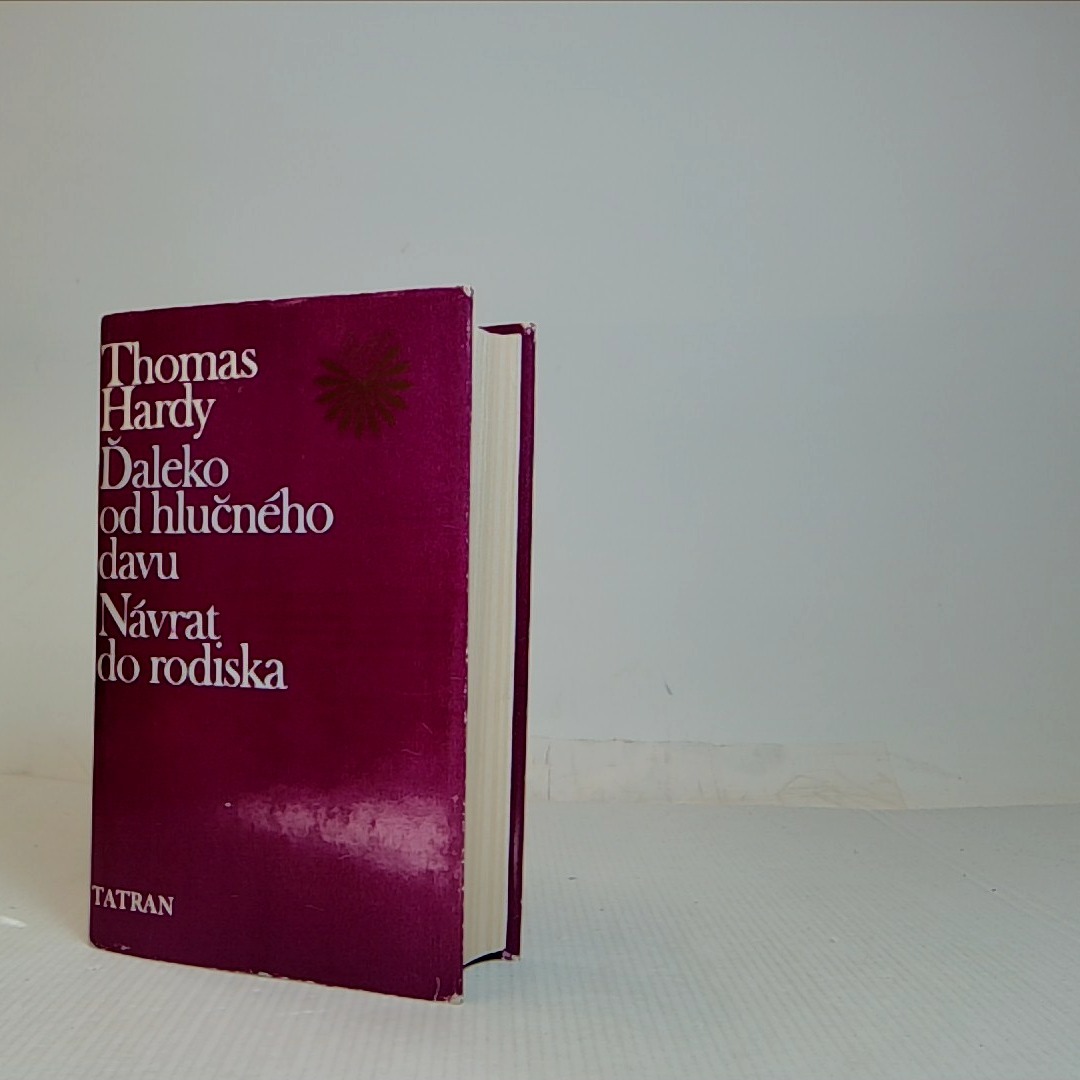 Thomas
Hardy
Ďaleko
od hlučného
davu
Návrat
do rodiska
TATRAN